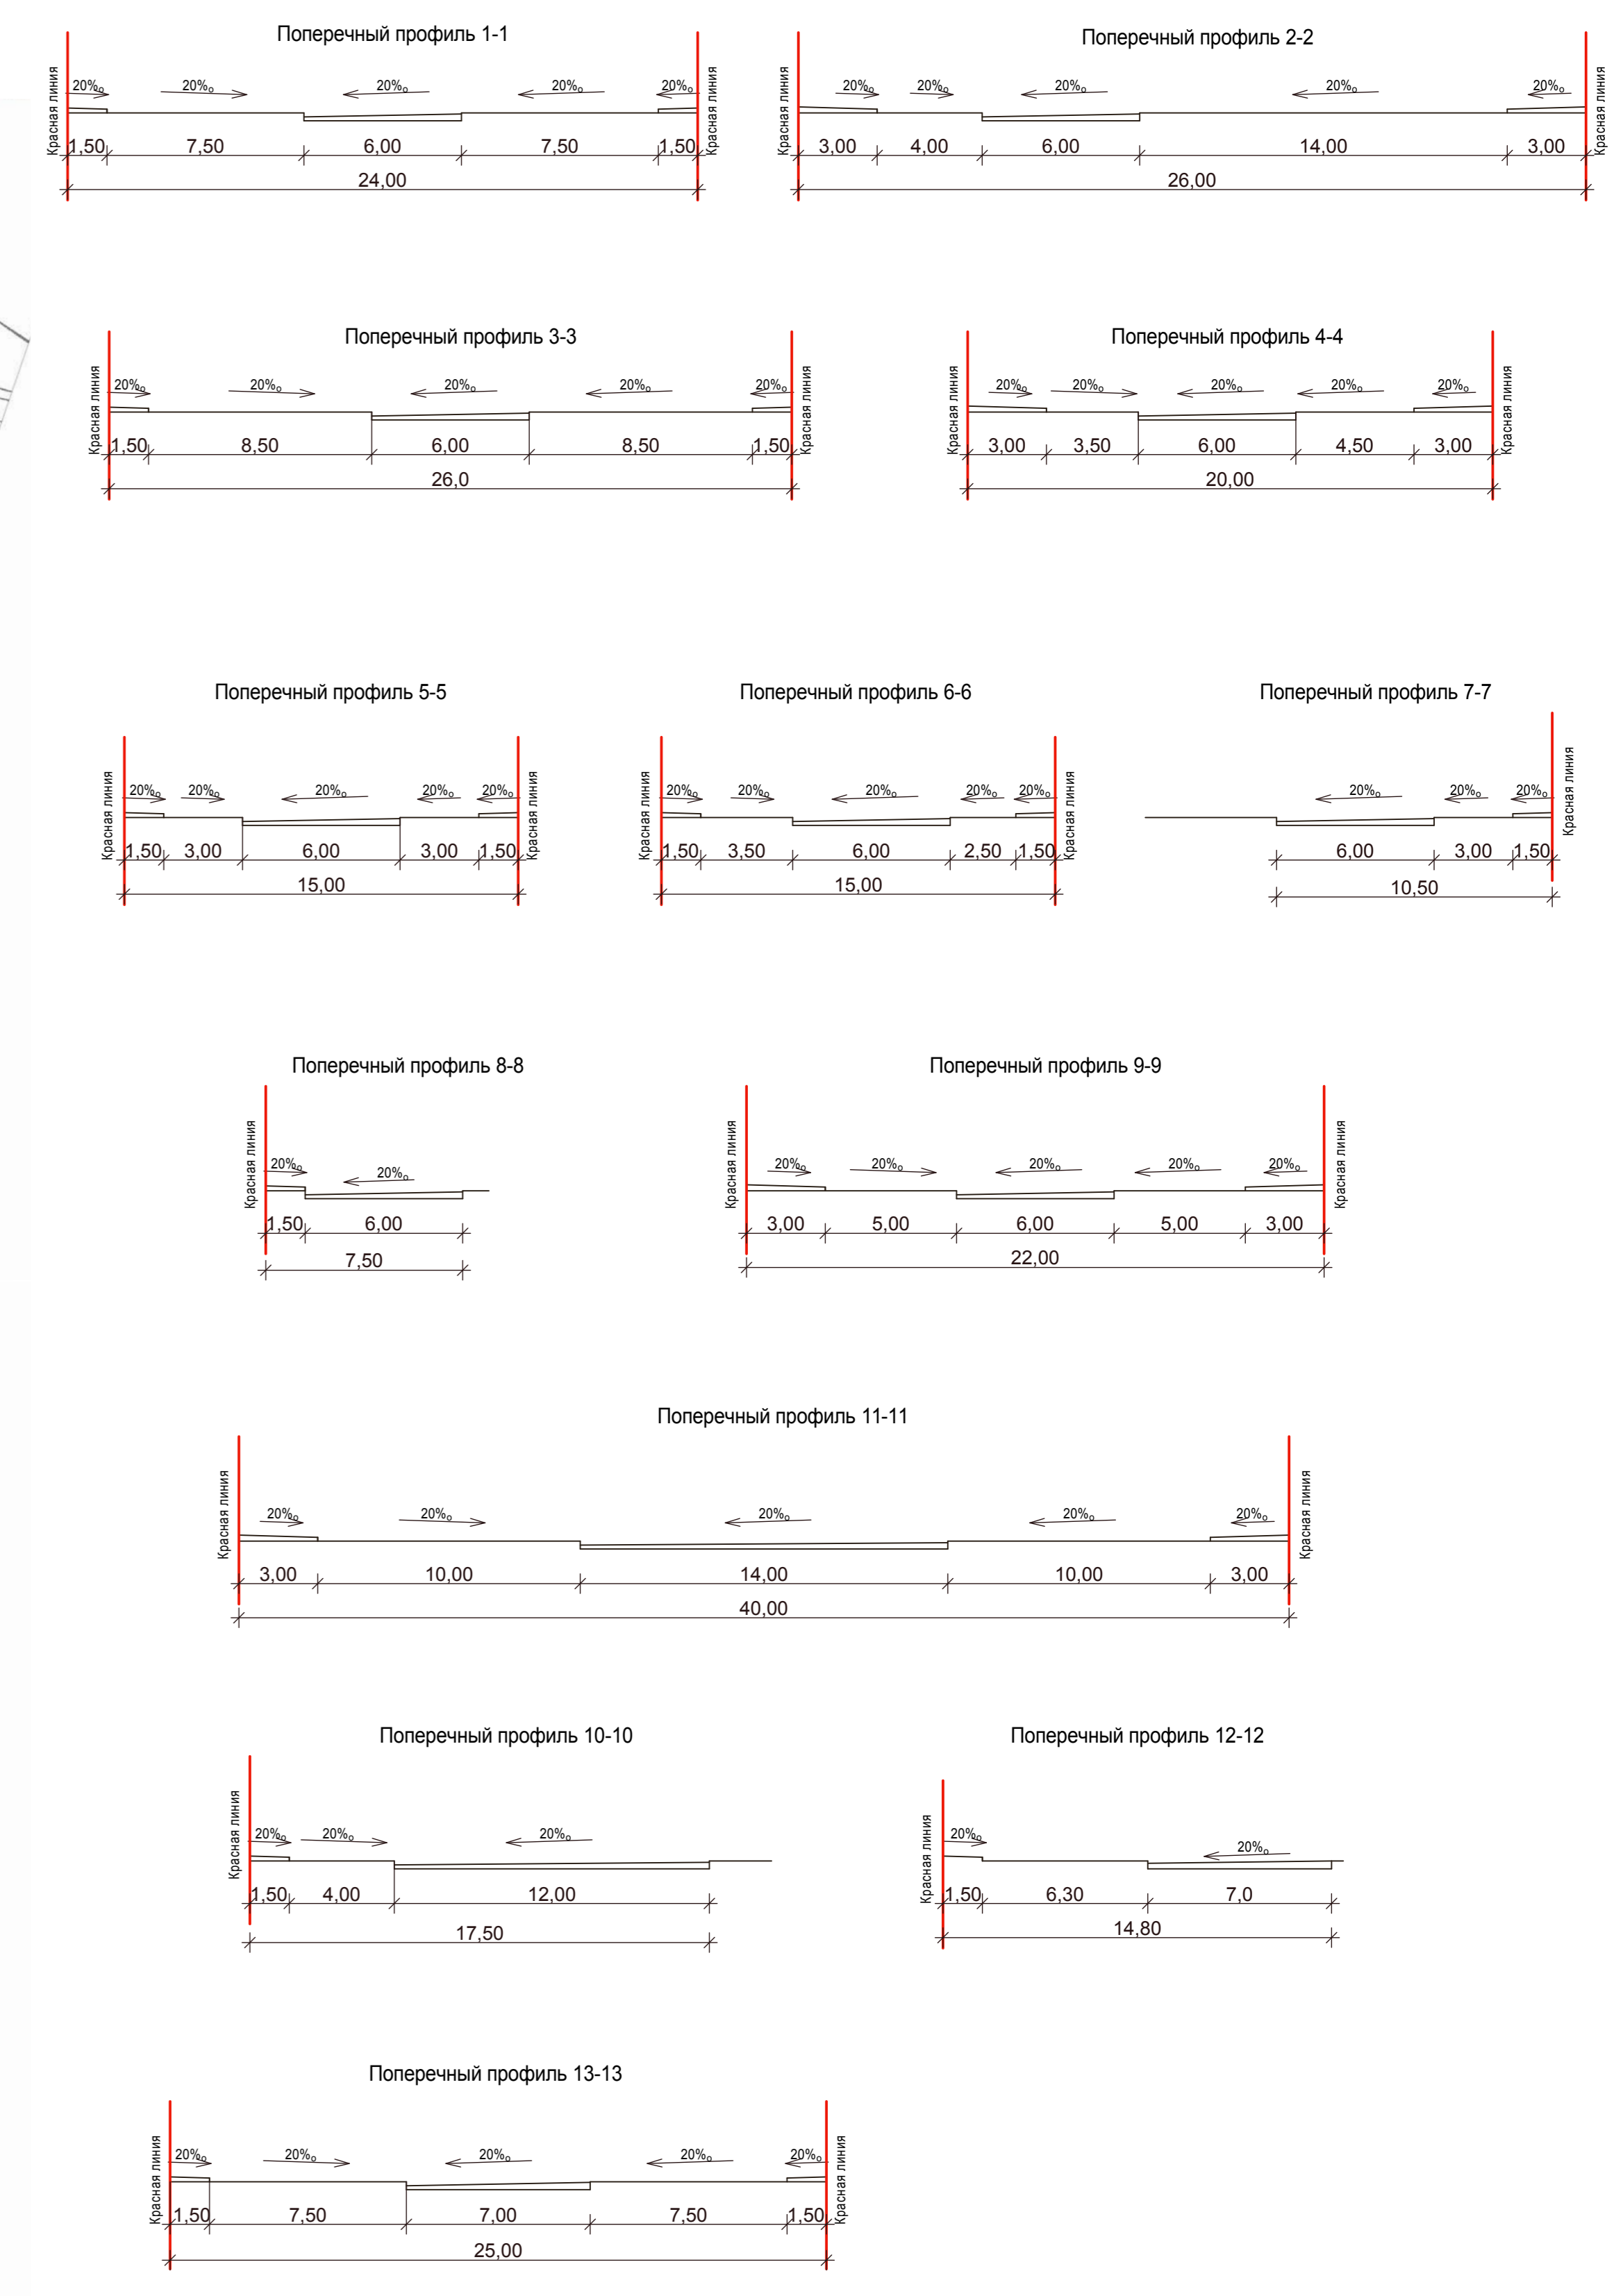 Поперечный профиль 1-1
Красная линия
20‰ 20‰ 20‰ 20‰ 20‰
Красная линия
1,50 7,50 6,00 7,50 1,50
24,00
Поперечный профиль 2-2
Красная линия
20‰ 20‰ 20‰ 20‰ 20‰
Красная линия
3,00 4,00 6,00 14,00 3,00
26,00
Поперечный профиль 3-3
Красная линия
20‰ 20‰ 20‰ 20‰ 20‰
Красная линия
1,50 8,50 6,00 8,50 1,50
26,0
Поперечный профиль 4-4
Красная линия
20‰ 20‰ 20‰ 20‰ 20‰
Красная линия
3,00 3,50 6,00 4,50 3,00
20,00
Поперечный профиль 5-5
Красная линия
20‰ 20‰ 20‰ 20‰ 20‰
Красная линия
1,50 3,00 6,00 3,00 1,50
15,00
Поперечный профиль 6-6
Красная линия
20‰ 20‰ 20‰ 20‰ 20‰
Красная линия
1,50 3,50 6,00 2,50 1,50
15,00
Поперечный профиль 7-7
20‰ 20‰ 20‰
Красная линия
6,00 3,00 1,50
10,50
Поперечный профиль 8-8
Красная линия
20‰ 20‰
1,50 6,00
7,50
Поперечный профиль 9-9
Красная линия
20‰ 20‰ 20‰ 20‰ 20‰
Красная линия
3,00 5,00 6,00 5,00 3,00
22,00
Поперечный профиль 11-11
Красная линия
20‰ 20‰ 20‰ 20‰ 20‰
Красная линия
3,00 10,00 14,00 10,00 3,00
40,00
Поперечный профиль 10-10
Красная линия
20‰ 20‰ 20‰
1,50 4,00 12,00
17,50
Поперечный профиль 12-12
Красная линия
20‰ 20‰
1,50 6,30 7,0
14,80
Поперечный профиль 13-13
Красная линия
20‰ 20‰ 20‰ 20‰ 20‰
Красная линия
1,50 7,50 7,00 7,50 1,50
25,00